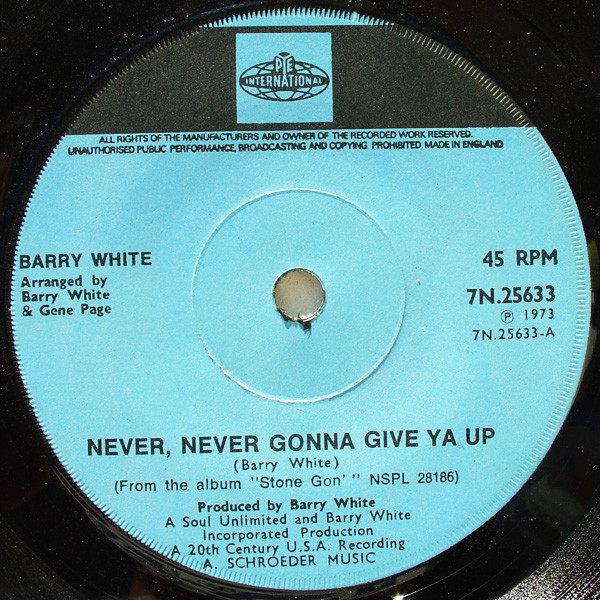 PYE
INTERNATIONAL
ALL RIGHTS OF THE MANUFACTURERS AND OWNER OF THE RECORDED WORK RESERVED.
UNAUTHORISED PUBLIC PERFORMANCE, BROADCASTING AND COPYING PROHIBITED. MADE IN ENGLAND
BARRY WHITE
Arranged by
Barry White
& Gene Page
45 RPM
7N.25633
Ⓟ 1973
7N.25633-A
NEVER, NEVER GONNA GIVE YA UP
(Barry White)
(From the album "Stone Gon' " NSPL 28186)
Produced by Barry White
A Soul Unlimited and Barry White
Incorporated Production
A 20th Century U.S.A. Recording
A. SCHROEDER MUSIC